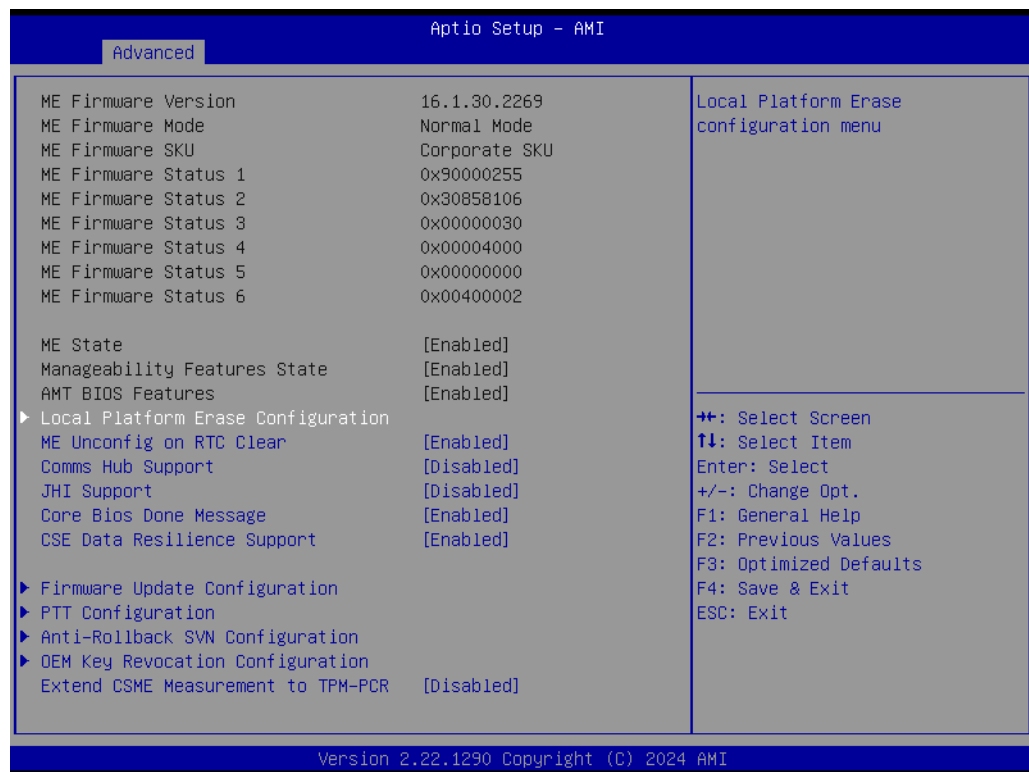 Aptio Setup – AMI
Advanced
ME Firmware Version 16.1.30.2269
ME Firmware Mode Normal Mode
ME Firmware SKU Corporate SKU
ME Firmware Status 1 0x90000255
ME Firmware Status 2 0x30858106
ME Firmware Status 3 0x00000030
ME Firmware Status 4 0x00004000
ME Firmware Status 5 0x00000000
ME Firmware Status 6 0x00400002
ME State [Enabled]
Manageability Features State [Enabled]
AMT BIOS Features [Enabled]
Local Platform Erase Configuration
ME Unconfig on RTC Clear [Enabled]
Comms Hub Support [Disabled]
JHI Support [Disabled]
Core Bios Done Message [Enabled]
CSE Data Resilience Support [Enabled]
Firmware Update Configuration
PTT Configuration
Anti-Rollback SVN Configuration
OEM Key Revocation Configuration
Extend CSME Measurement to TPM-PCR [Disabled]
Local Platform Erase
configuration menu
→←: Select Screen
↑↓: Select Item
Enter: Select
+/-: Change Opt.
F1: General Help
F2: Previous Values
F3: Optimized Defaults
F4: Save & Exit
ESC: Exit
Version 2.22.1290 Copyright (C) 2024 AMI